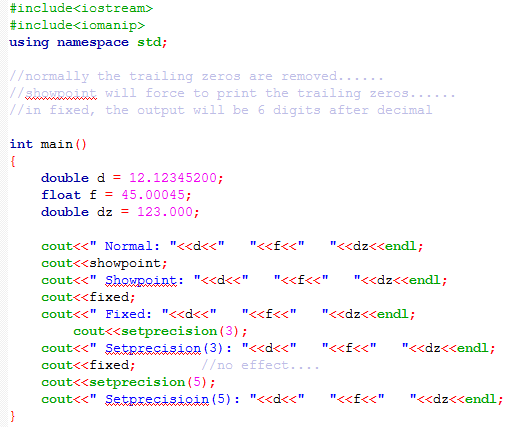 #include<iostream>
#include<iomanip>
using namespace std;
//normally the trailing zeros are removed......
//showpoint will force to print the trailing zeros......
//in fixed, the output will be 6 digits after decimal
int main()
{
double d = 12.12345200;
float f = 45.00045;
double dz = 123.000;
cout<<" Normal: "<<d<<"   "<<f<<"   "<<dz<<endl;
cout<<showpoint;
cout<<" Showpoint: "<<d<<"   "<<f<<"   "<<dz<<endl;
cout<<fixed;
cout<<" Fixed: "<<d<<"   "<<f<<"   "<<dz<<endl;
cout<<setprecision(3);
cout<<" Setprecision(3): "<<d<<"   "<<f<<"   "<<dz<<endl;
cout<<fixed;        //no effect....
cout<<setprecision(5);
cout<<" Setprecisioin(5): "<<d<<"   "<<f<<"   "<<dz<<endl;
}